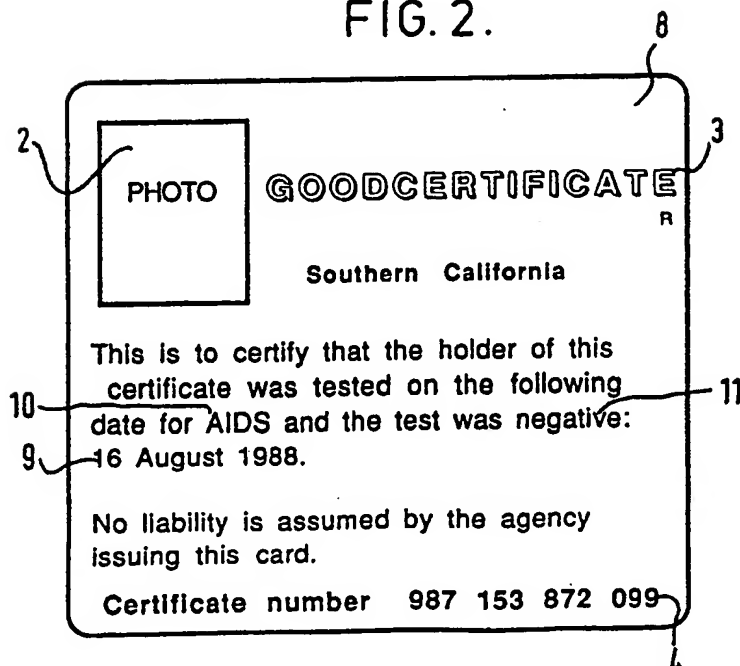 FIG. 2.
8
2
3
PHOTO
GOODCERTIFICATE
R
Southern California
This is to certify that the holder of this
certificate was tested on the following
10
11
date for AIDS and the test was negative:
9
16 August 1988.
No liability is assumed by the agency
issuing this card.
Certificate number 987 153 872 099
4